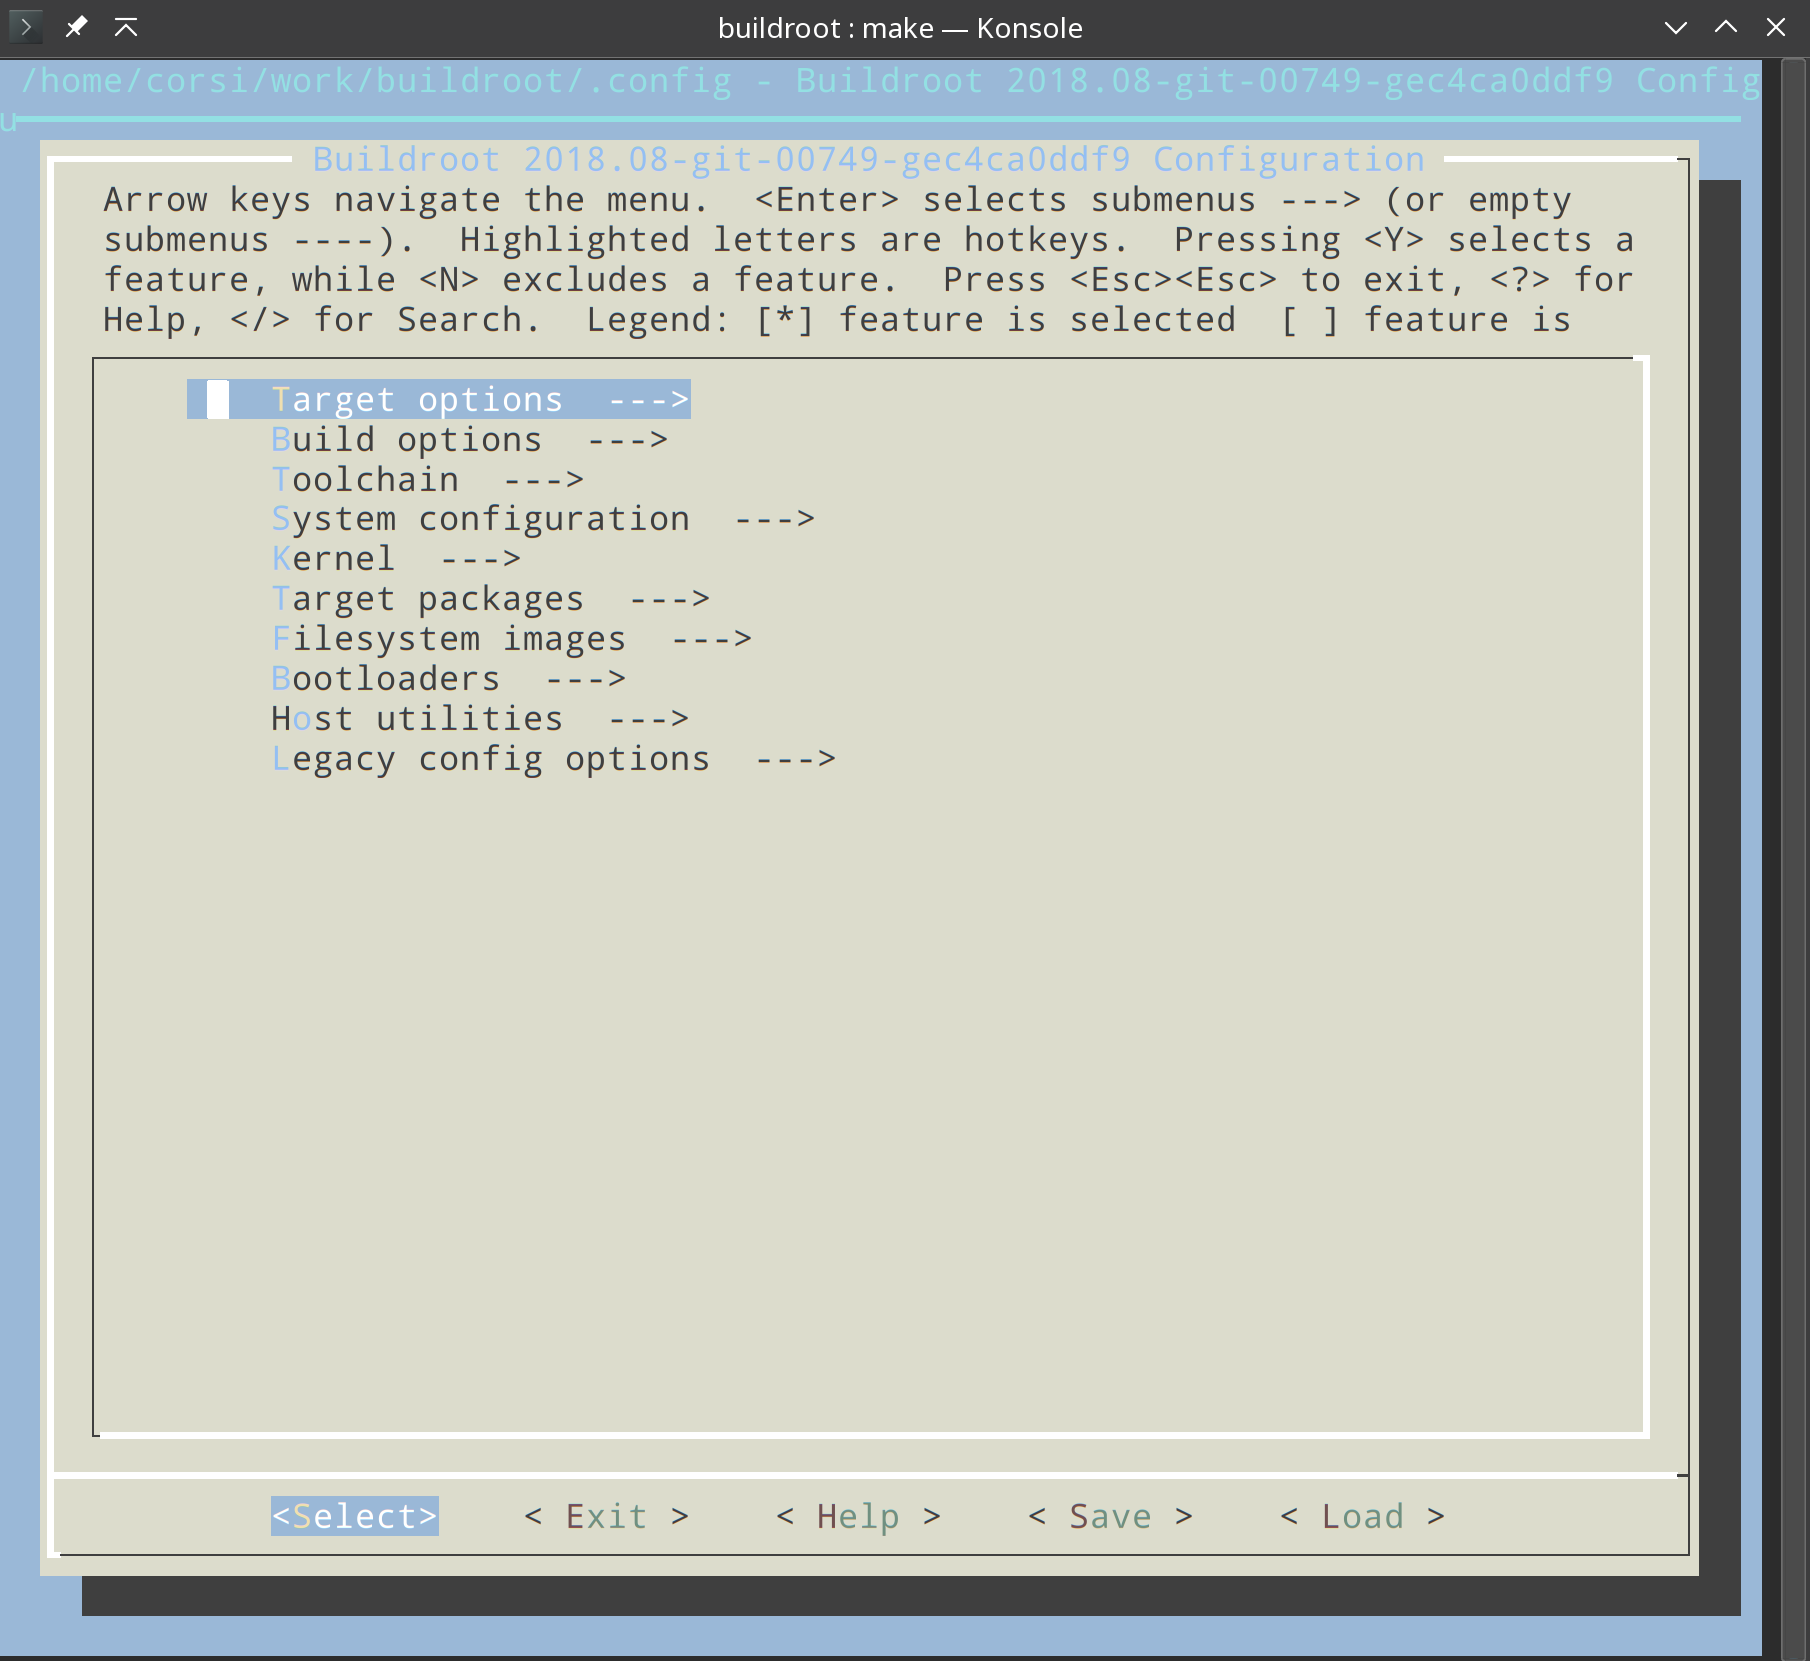 buildroot : make — Konsole
/home/corsi/work/buildroot/.config - Buildroot 2018.08-git-00749-gec4ca0ddf9 Config
u
Buildroot 2018.08-git-00749-gec4ca0ddf9 Configuration
Arrow keys navigate the menu.  <Enter> selects submenus ---> (or empty
submenus ----).  Highlighted letters are hotkeys.  Pressing <Y> selects a
feature, while <N> excludes a feature.  Press <Esc><Esc> to exit, <?> for
Help, </> for Search.  Legend: [*] feature is selected  [ ] feature is
Target options  --->
Build options  --->
Toolchain  --->
System configuration  --->
Kernel  --->
Target packages  --->
Filesystem images  --->
Bootloaders  --->
Host utilities  --->
Legacy config options  --->
<Select>    < Exit >    < Help >    < Save >    < Load >